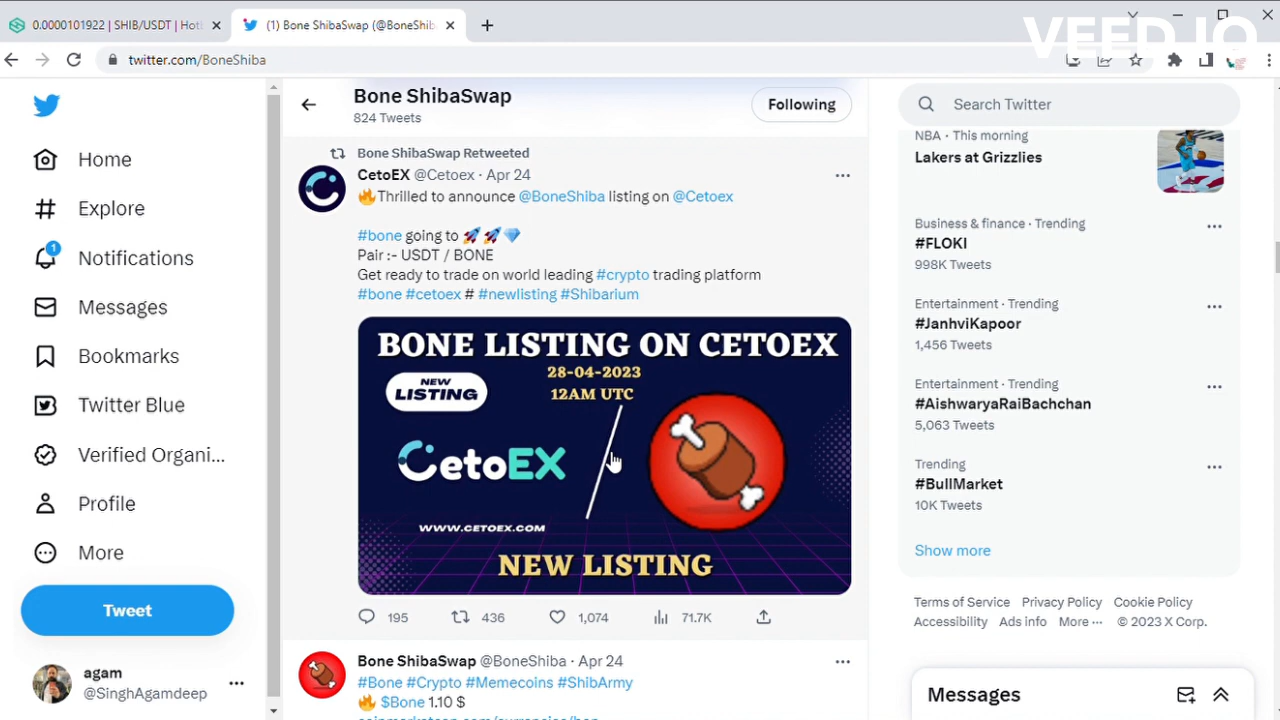 0.0000101922 | SHIB/USDT | Hot
(1) Bone ShibaSwap (@BoneShib
VEED.IO
twitter.com/BoneShiba
Home
Explore
1
Notifications
Messages
Bookmarks
Twitter Blue
Verified Organi...
Profile
More
Tweet
agam
@SinghAgamdeep
Bone ShibaSwap
824 Tweets
Following
Bone ShibaSwap Retweeted
CetoEX @Cetoex · Apr 24
🔥Thrilled to announce @BoneShiba listing on @Cetoex
#bone going to 🚀🚀💎
Pair :- USDT / BONE
Get ready to trade on world leading #crypto trading platform
#bone #cetoex # #newlisting #Shibarium
BONE LISTING ON CETOEX
28-04-2023
12AM UTC
NEW
LISTING
CetoEX
WWW.CETOEX.COM
NEW LISTING
195 436 1,074 71.7K
Bone ShibaSwap @BoneShiba · Apr 24
#Bone #Crypto #Memecoins #ShibArmy
🔥 $Bone 1.10 $
Search Twitter
NBA · This morning
Lakers at Grizzlies
Business & finance · Trending
#FLOKI
998K Tweets
Entertainment · Trending
#JanhviKapoor
1,456 Tweets
Entertainment · Trending
#AishwaryaRaiBachchan
5,063 Tweets
Trending
#BullMarket
10K Tweets
Show more
Terms of Service Privacy Policy Cookie Policy
Accessibility Ads info More ··· © 2023 X Corp.
Messages